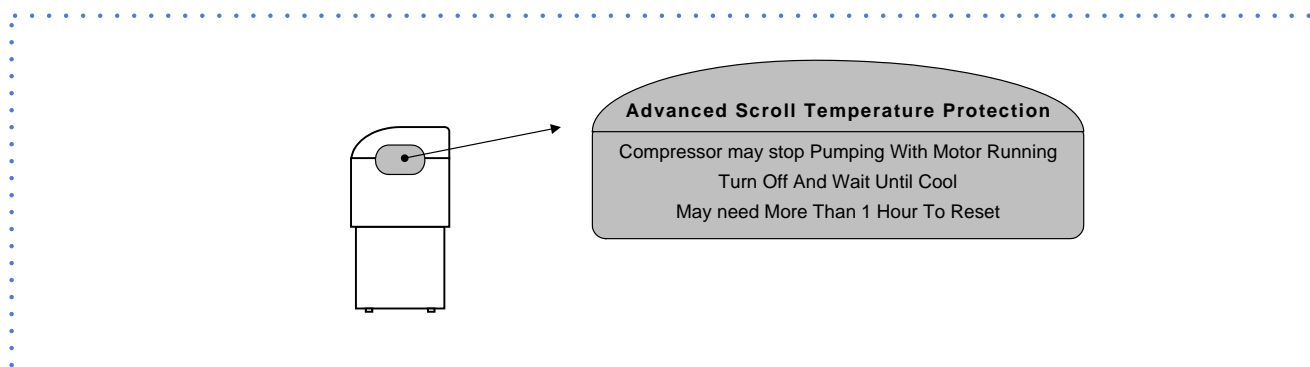 Advanced Scroll Temperature Protection
Compressor may stop Pumping With Motor Running
Turn Off And Wait Until Cool
May need More Than 1 Hour To Reset